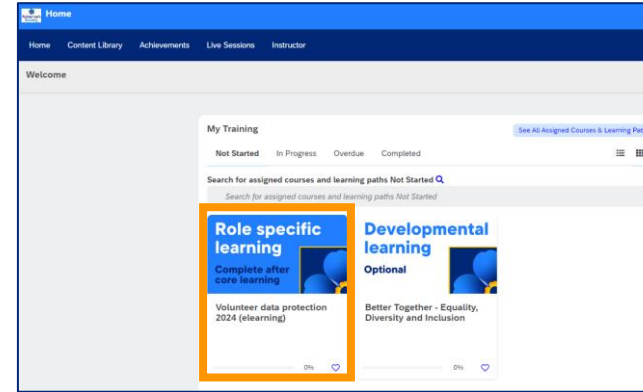 Home
Home Content Library Achievements Live Sessions Instructor
Welcome
My Training
See All Assigned Courses & Learning Pat
Not Started In Progress Overdue Completed
Search for assigned courses and learning paths Not Started
Search for assigned courses and learning paths Not Started
Role specific
learning
Complete after
core learning
Volunteer data protection
2024 (elearning)
0%
Developmental
learning
Optional
Better Together - Equality,
Diversity and Inclusion
0%